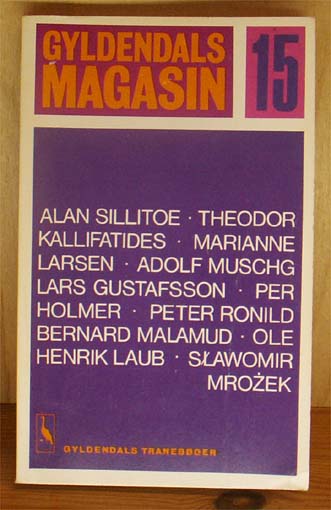 GYLDENDALS
MAGASIN
15
ALAN SILLITOE · THEODOR
KALLIFATIDES · MARIANNE
LARSEN · ADOLF MUSCHG
LARS GUSTAFSSON · PER
HOLMER · PETER RONILD
BERNARD MALAMUD · OLE
HENRIK LAUB · SŁAWOMIR
MROŻEK
GYLDENDALS TRANEBØGER